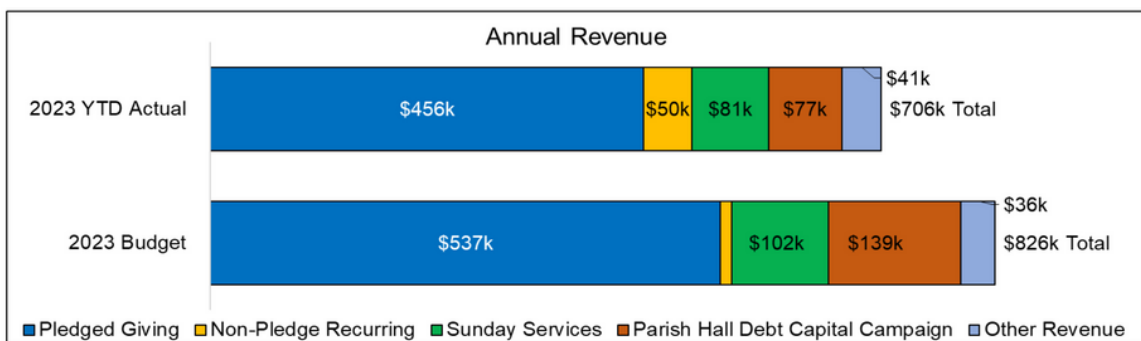 Annual Revenue
2023 YTD Actual
$456k
$50k
$81k
$77k
$41k
$706k Total
2023 Budget
$537k
$102k
$139k
$36k
$826k Total
Pledged Giving
Non-Pledge Recurring
Sunday Services
Parish Hall Debt Capital Campaign
Other Revenue